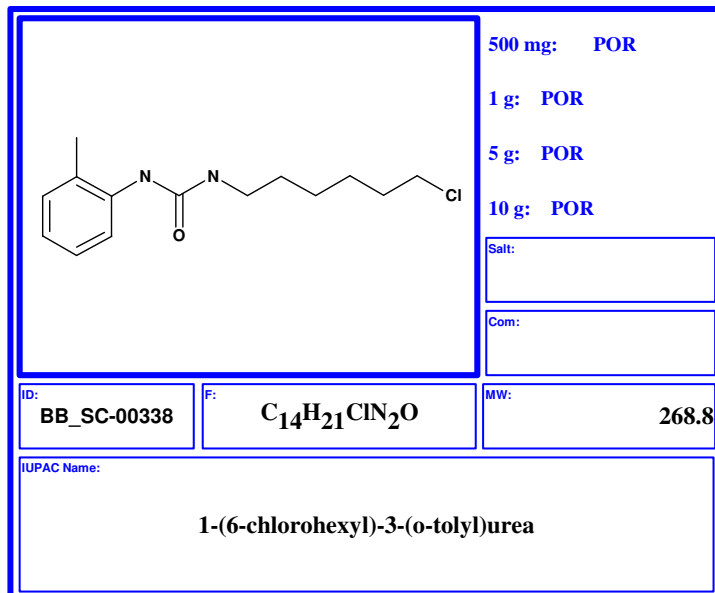 500 mg: POR
1 g: POR
5 g: POR
10 g: POR
N
N
O
Cl
Salt:
Com:
ID:
BB_SC-00338
F:
C14H21ClN2O
MW:
268.8
IUPAC Name:
1-(6-chlorohexyl)-3-(o-tolyl)urea